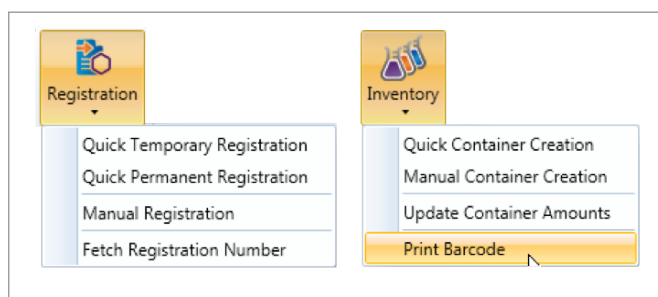 Registration
Quick Temporary Registration
Quick Permanent Registration
Manual Registration
Fetch Registration Number
Inventory
Quick Container Creation
Manual Container Creation
Update Container Amounts
Print Barcode